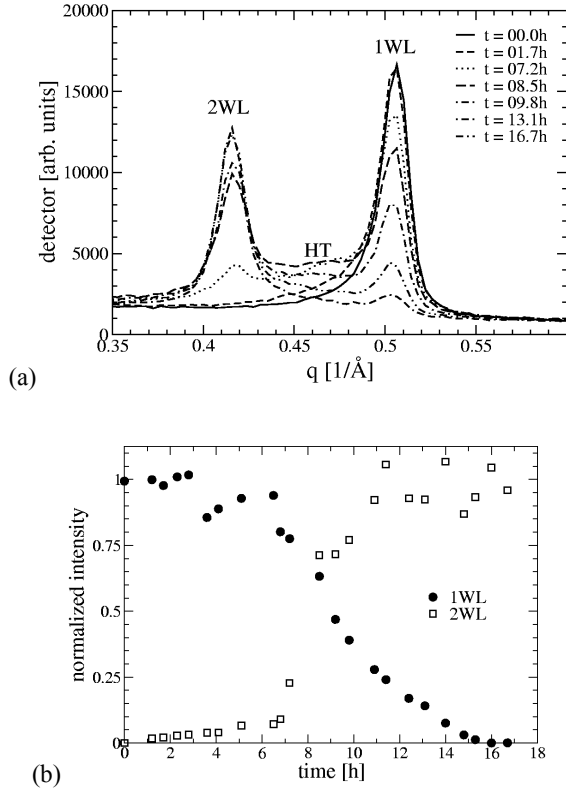 20000
15000
10000
5000
0
detector [arb. units]
2WL
HT
1WL
t = 00.0h
t = 01.7h
t = 07.2h
t = 08.5h
t = 09.8h
t = 13.1h
t = 16.7h
0.35
0.4
0.45
0.5
0.55
q [1/Å]
(a)
1
0.75
0.5
0.25
0
normalized intensity
1WL
2WL
0
2
4
6
8
10
12
14
16
18
time [h]
(b)